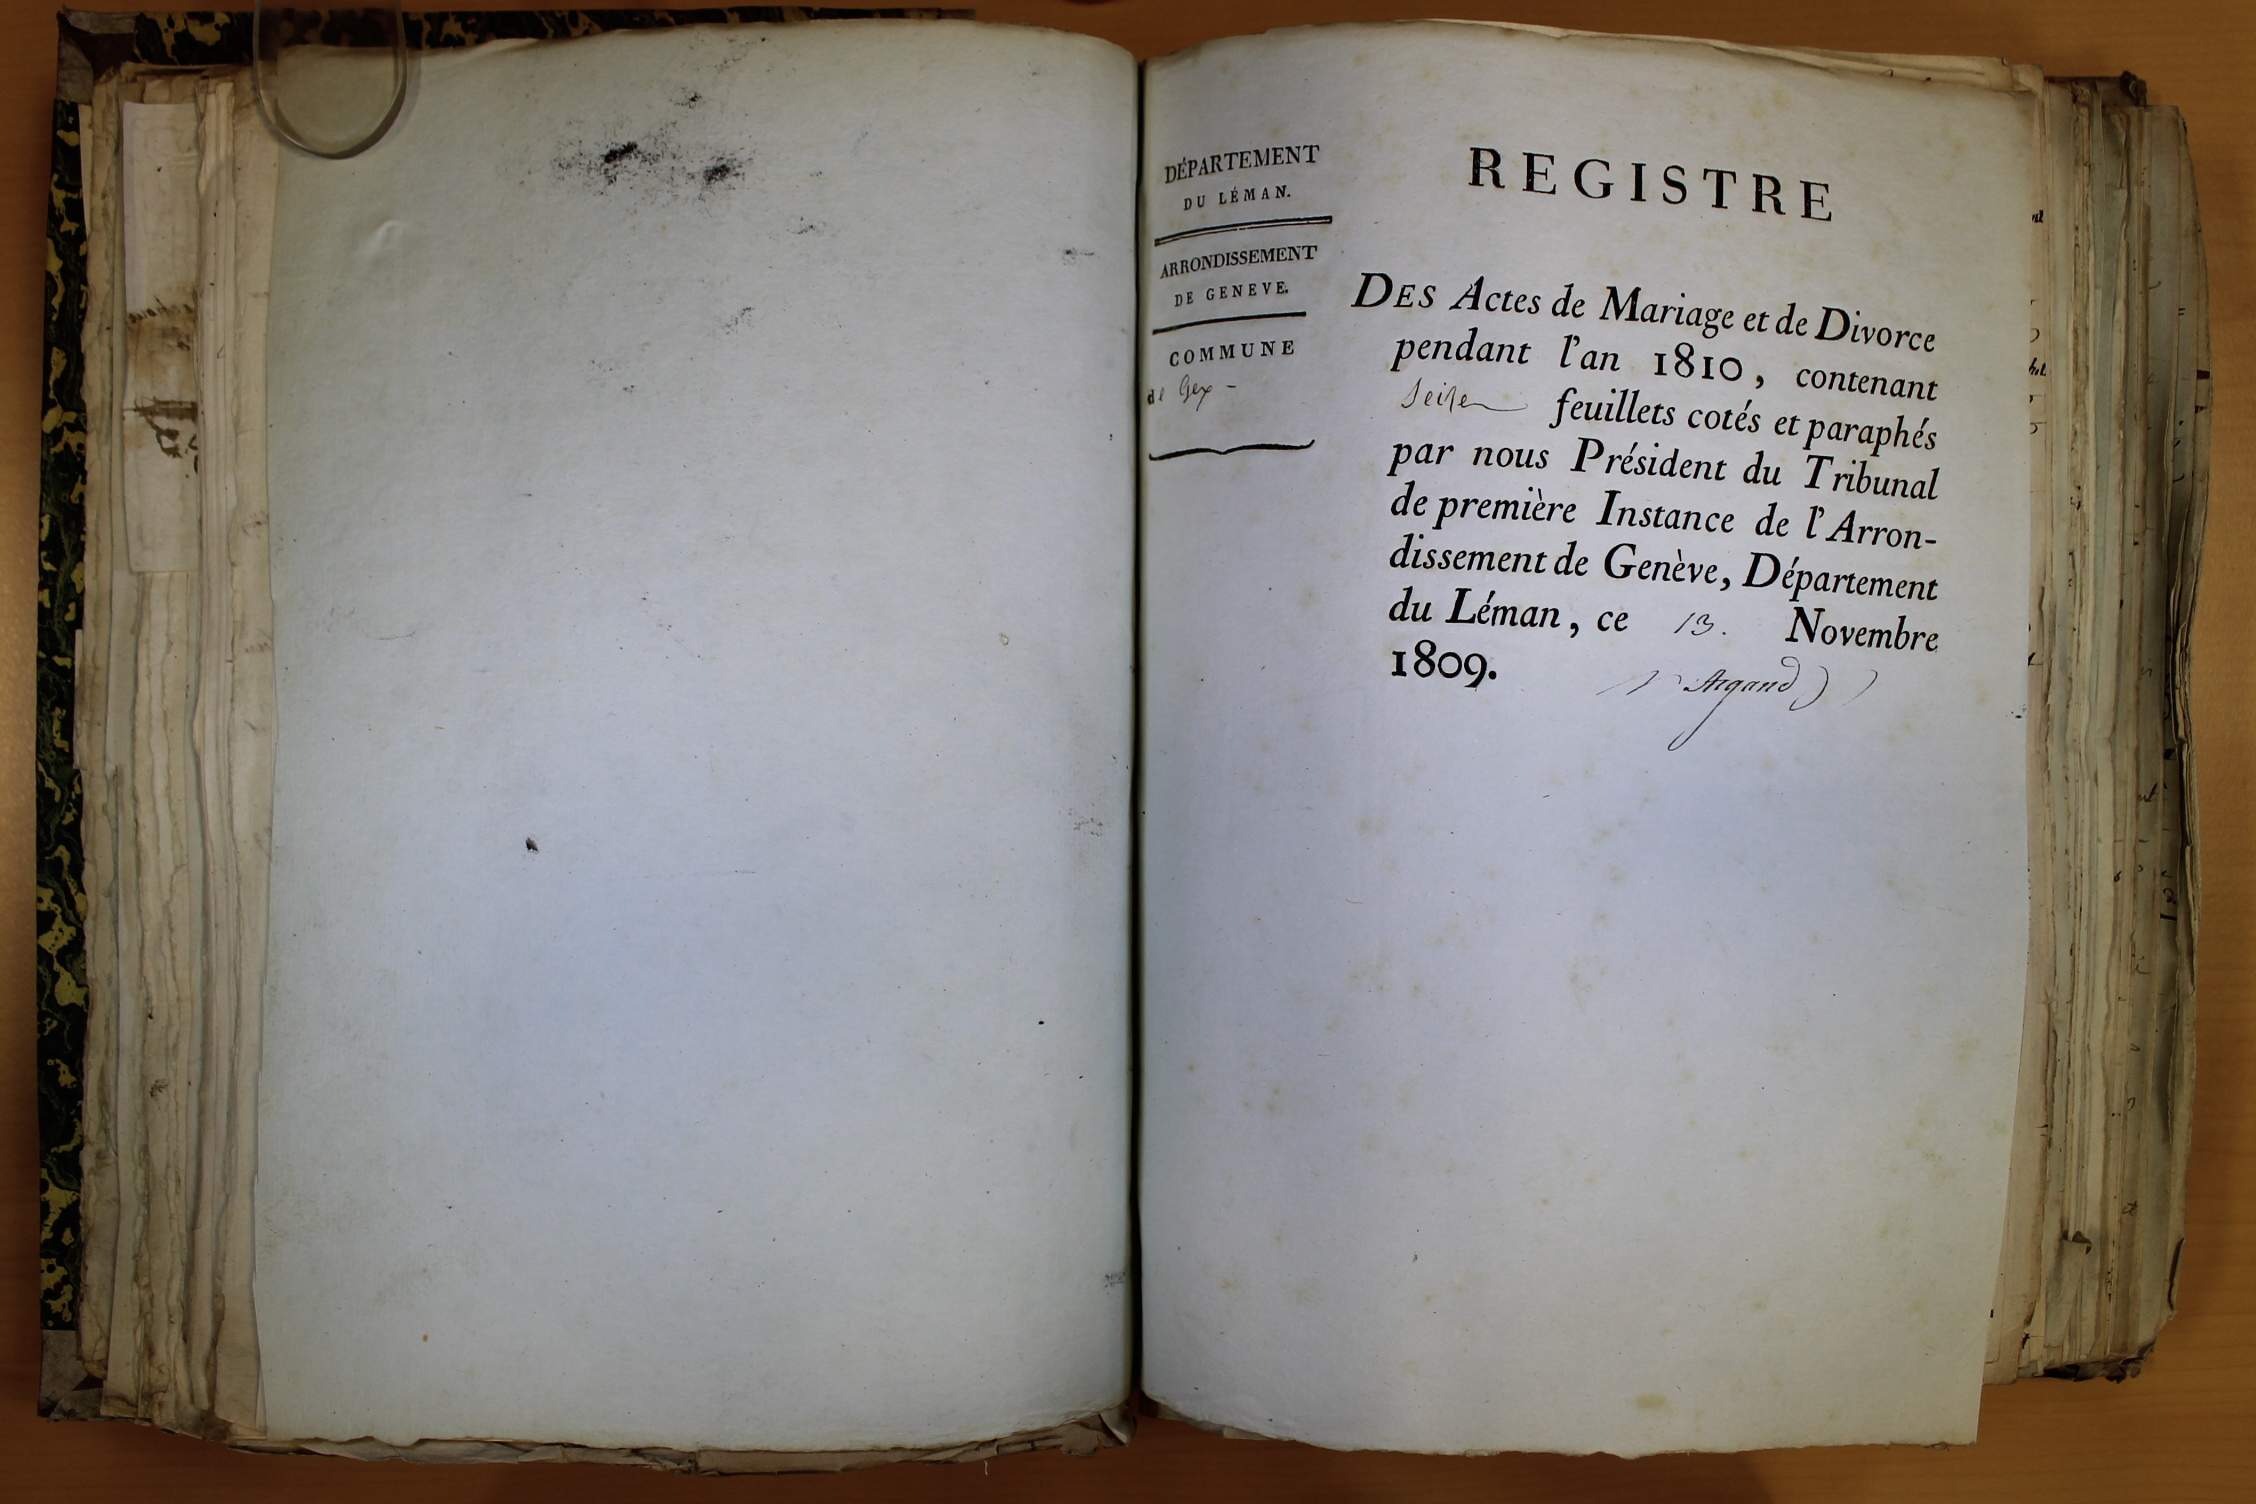 DÉPARTEMENT
DU LÉMAN.
ARRONDISSEMENT
DE GENEVE.
COMMUNE
de Gex -
REGISTRE
DES Actes de Mariage et de Divorce
pendant l'an 1810, contenant
Seize feuillets cotés et paraphés
par nous Président du Tribunal
de première Instance de l'Arron-
dissement de Genève, Département
du Léman, ce 13. Novembre
1809.
Argand